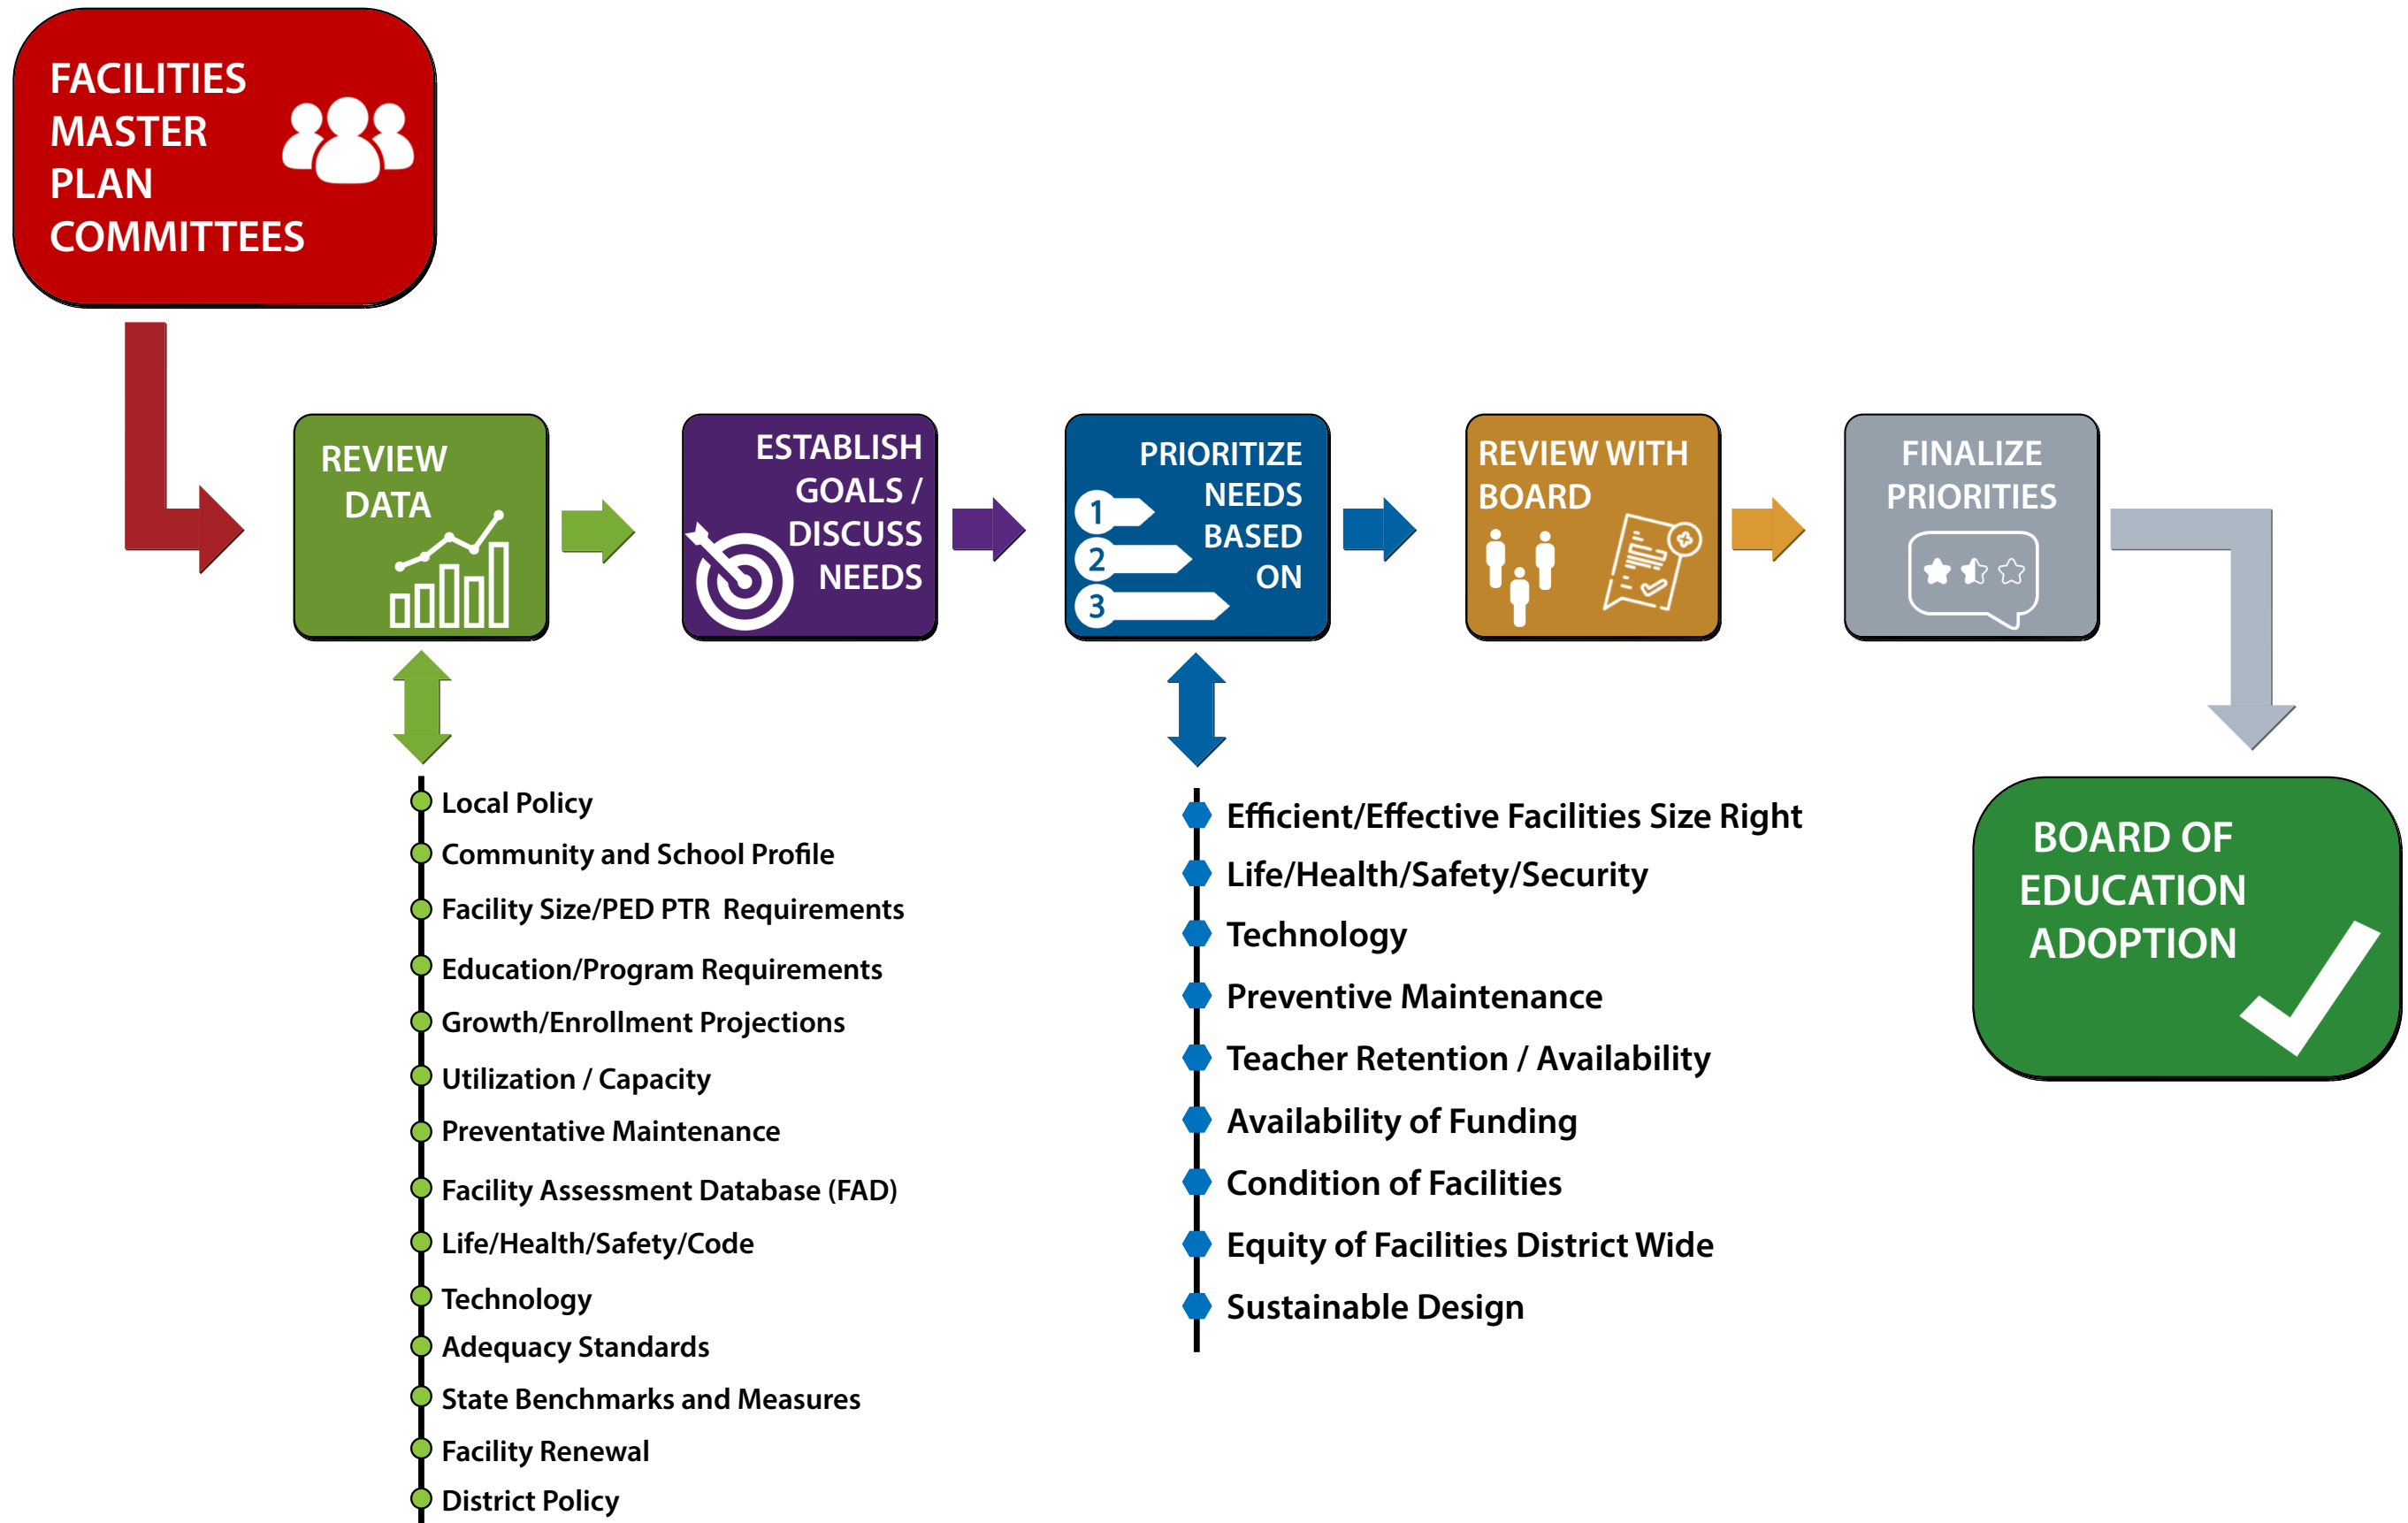 FACILITIES
MASTER
PLAN
COMMITTEES
REVIEW
DATA
ESTABLISH
GOALS /
DISCUSS
NEEDS
PRIORITIZE
NEEDS
BASED
ON
1
2
3
REVIEW WITH
BOARD
FINALIZE
PRIORITIES
Local Policy
Community and School Profile
Facility Size/PED PTR Requirements
Education/Program Requirements
Growth/Enrollment Projections
Utilization / Capacity
Preventative Maintenance
Facility Assessment Database (FAD)
Life/Health/Safety/Code
Technology
Adequacy Standards
State Benchmarks and Measures
Facility Renewal
District Policy
Efficient/Effective Facilities Size Right
Life/Health/Safety/Security
Technology
Preventive Maintenance
Teacher Retention / Availability
Availability of Funding
Condition of Facilities
Equity of Facilities District Wide
Sustainable Design
BOARD OF
EDUCATION
ADOPTION